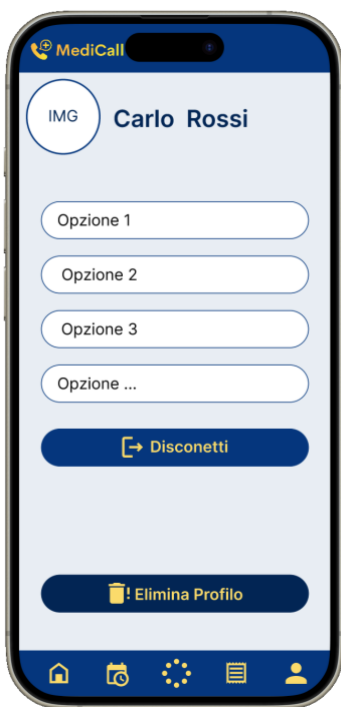 MediCall
IMG
Carlo Rossi
Opzione 1
Opzione 2
Opzione 3
Opzione ...
Disconetti
! Elimina Profilo